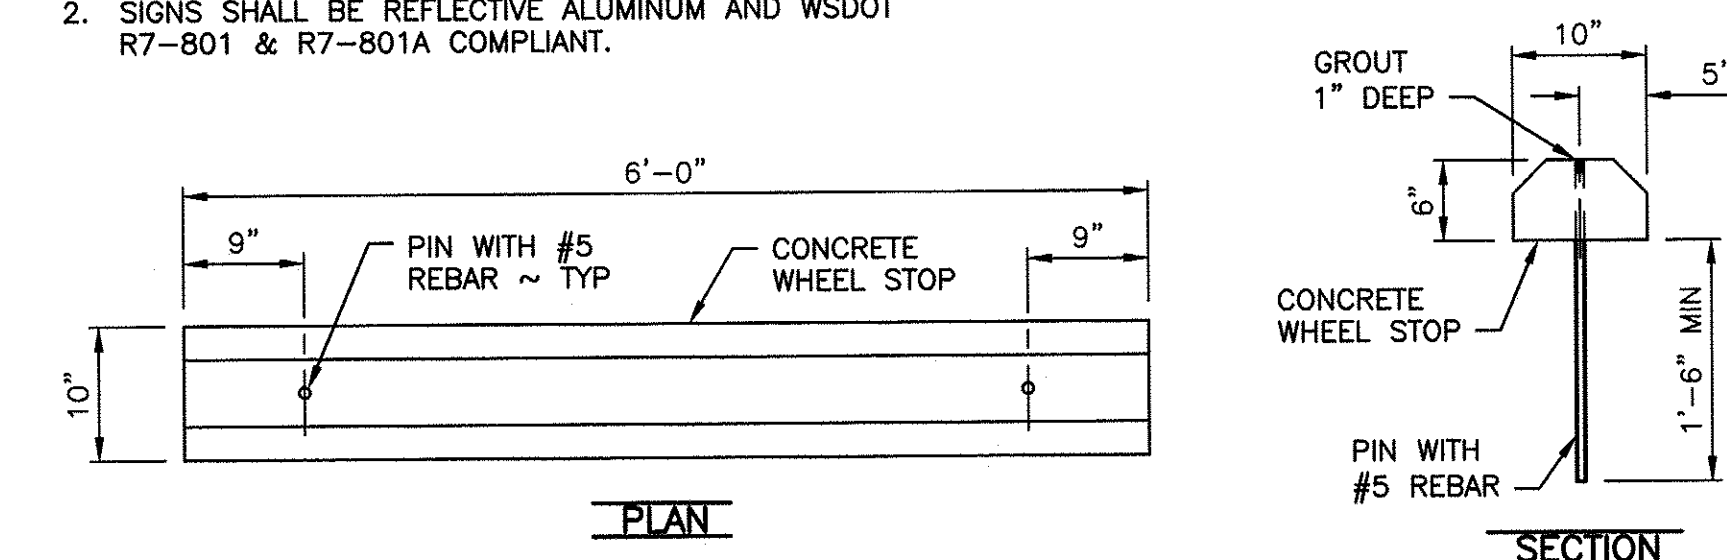 2. SIGNS SHALL BE REFLECTIVE ALUMINUM AND WSDOT
R7-801 & R7-801A COMPLIANT.
6'-0"
9"
PIN WITH #5
REBAR ~ TYP
CONCRETE
WHEEL STOP
9"
10"
PLAN
10"
GROUT
1" DEEP
5'
6"
CONCRETE
WHEEL STOP
1'-6" MIN
PIN WITH
#5 REBAR
SECTION